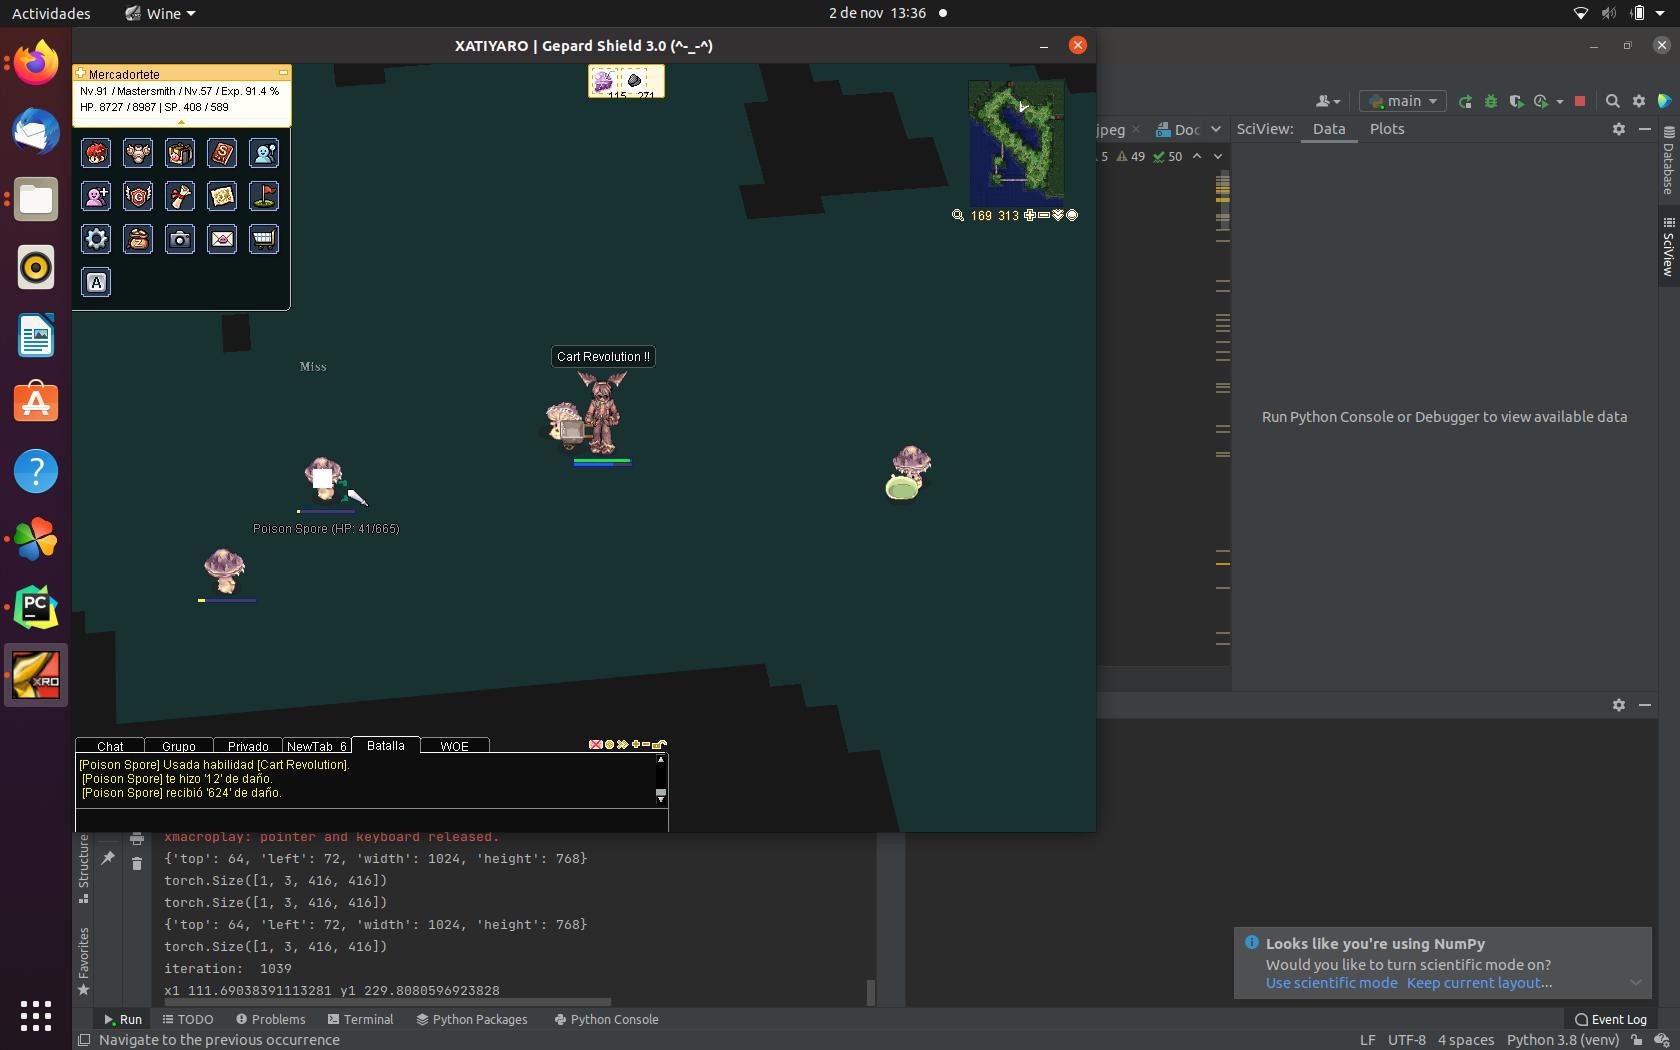 Actividades
Wine
2 de nov 13:36
XATIYARO | Gepard Shield 3.0 (^-_-^)
Mercadortete
Nv.91 / Mastersmith / Nv.57 / Exp. 91.4 %
HP. 8727 / 8987 | SP. 408 / 589
115 271
169 313
Miss
Cart Revolution !!
Poison Spore (HP: 41/665)
A
Chat
Grupo
Privado
NewTab_6
Batalla
WOE
[Poison Spore] Usada habilidad [Cart Revolution].
[Poison Spore] te hizo '12' de daño.
[Poison Spore] recibió '624' de daño.
main
jpeg
Doc
SciView:
Data
Plots
5
49
50
Database
SciView
Run Python Console or Debugger to view available data
PC
XRO
Structure
Favorites
xmacroplay: pointer and keyboard released.
{'top': 64, 'left': 72, 'width': 1024, 'height': 768}
torch.Size([1, 3, 416, 416])
torch.Size([1, 3, 416, 416])
{'top': 64, 'left': 72, 'width': 1024, 'height': 768}
torch.Size([1, 3, 416, 416])
iteration:  1039
x1 111.69038391113281 y1 229.8080596923828
Looks like you're using NumPy
Would you like to turn scientific mode on?
Use scientific mode
Keep current layout...
Run
TODO
Problems
Terminal
Python Packages
Python Console
Event Log
Navigate to the previous occurrence
LF
UTF-8
4 spaces
Python 3.8 (venv)